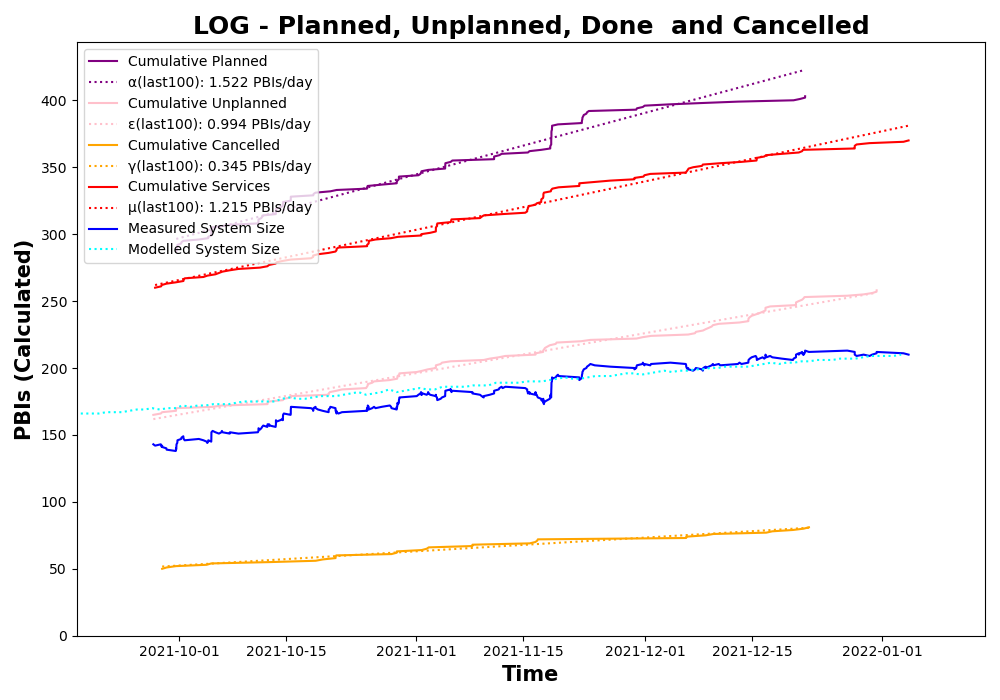 LOG - Planned, Unplanned, Done  and Cancelled
Cumulative Planned
α(last100): 1.522 PBIs/day
Cumulative Unplanned
ε(last100): 0.994 PBIs/day
Cumulative Cancelled
γ(last100): 0.345 PBIs/day
Cumulative Services
μ(last100): 1.215 PBIs/day
Measured System Size
Modelled System Size
PBIs (Calculated)
400
350
300
250
200
150
100
50
0
2021-10-01 2021-10-15 2021-11-01 2021-11-15 2021-12-01 2021-12-15 2022-01-01
Time